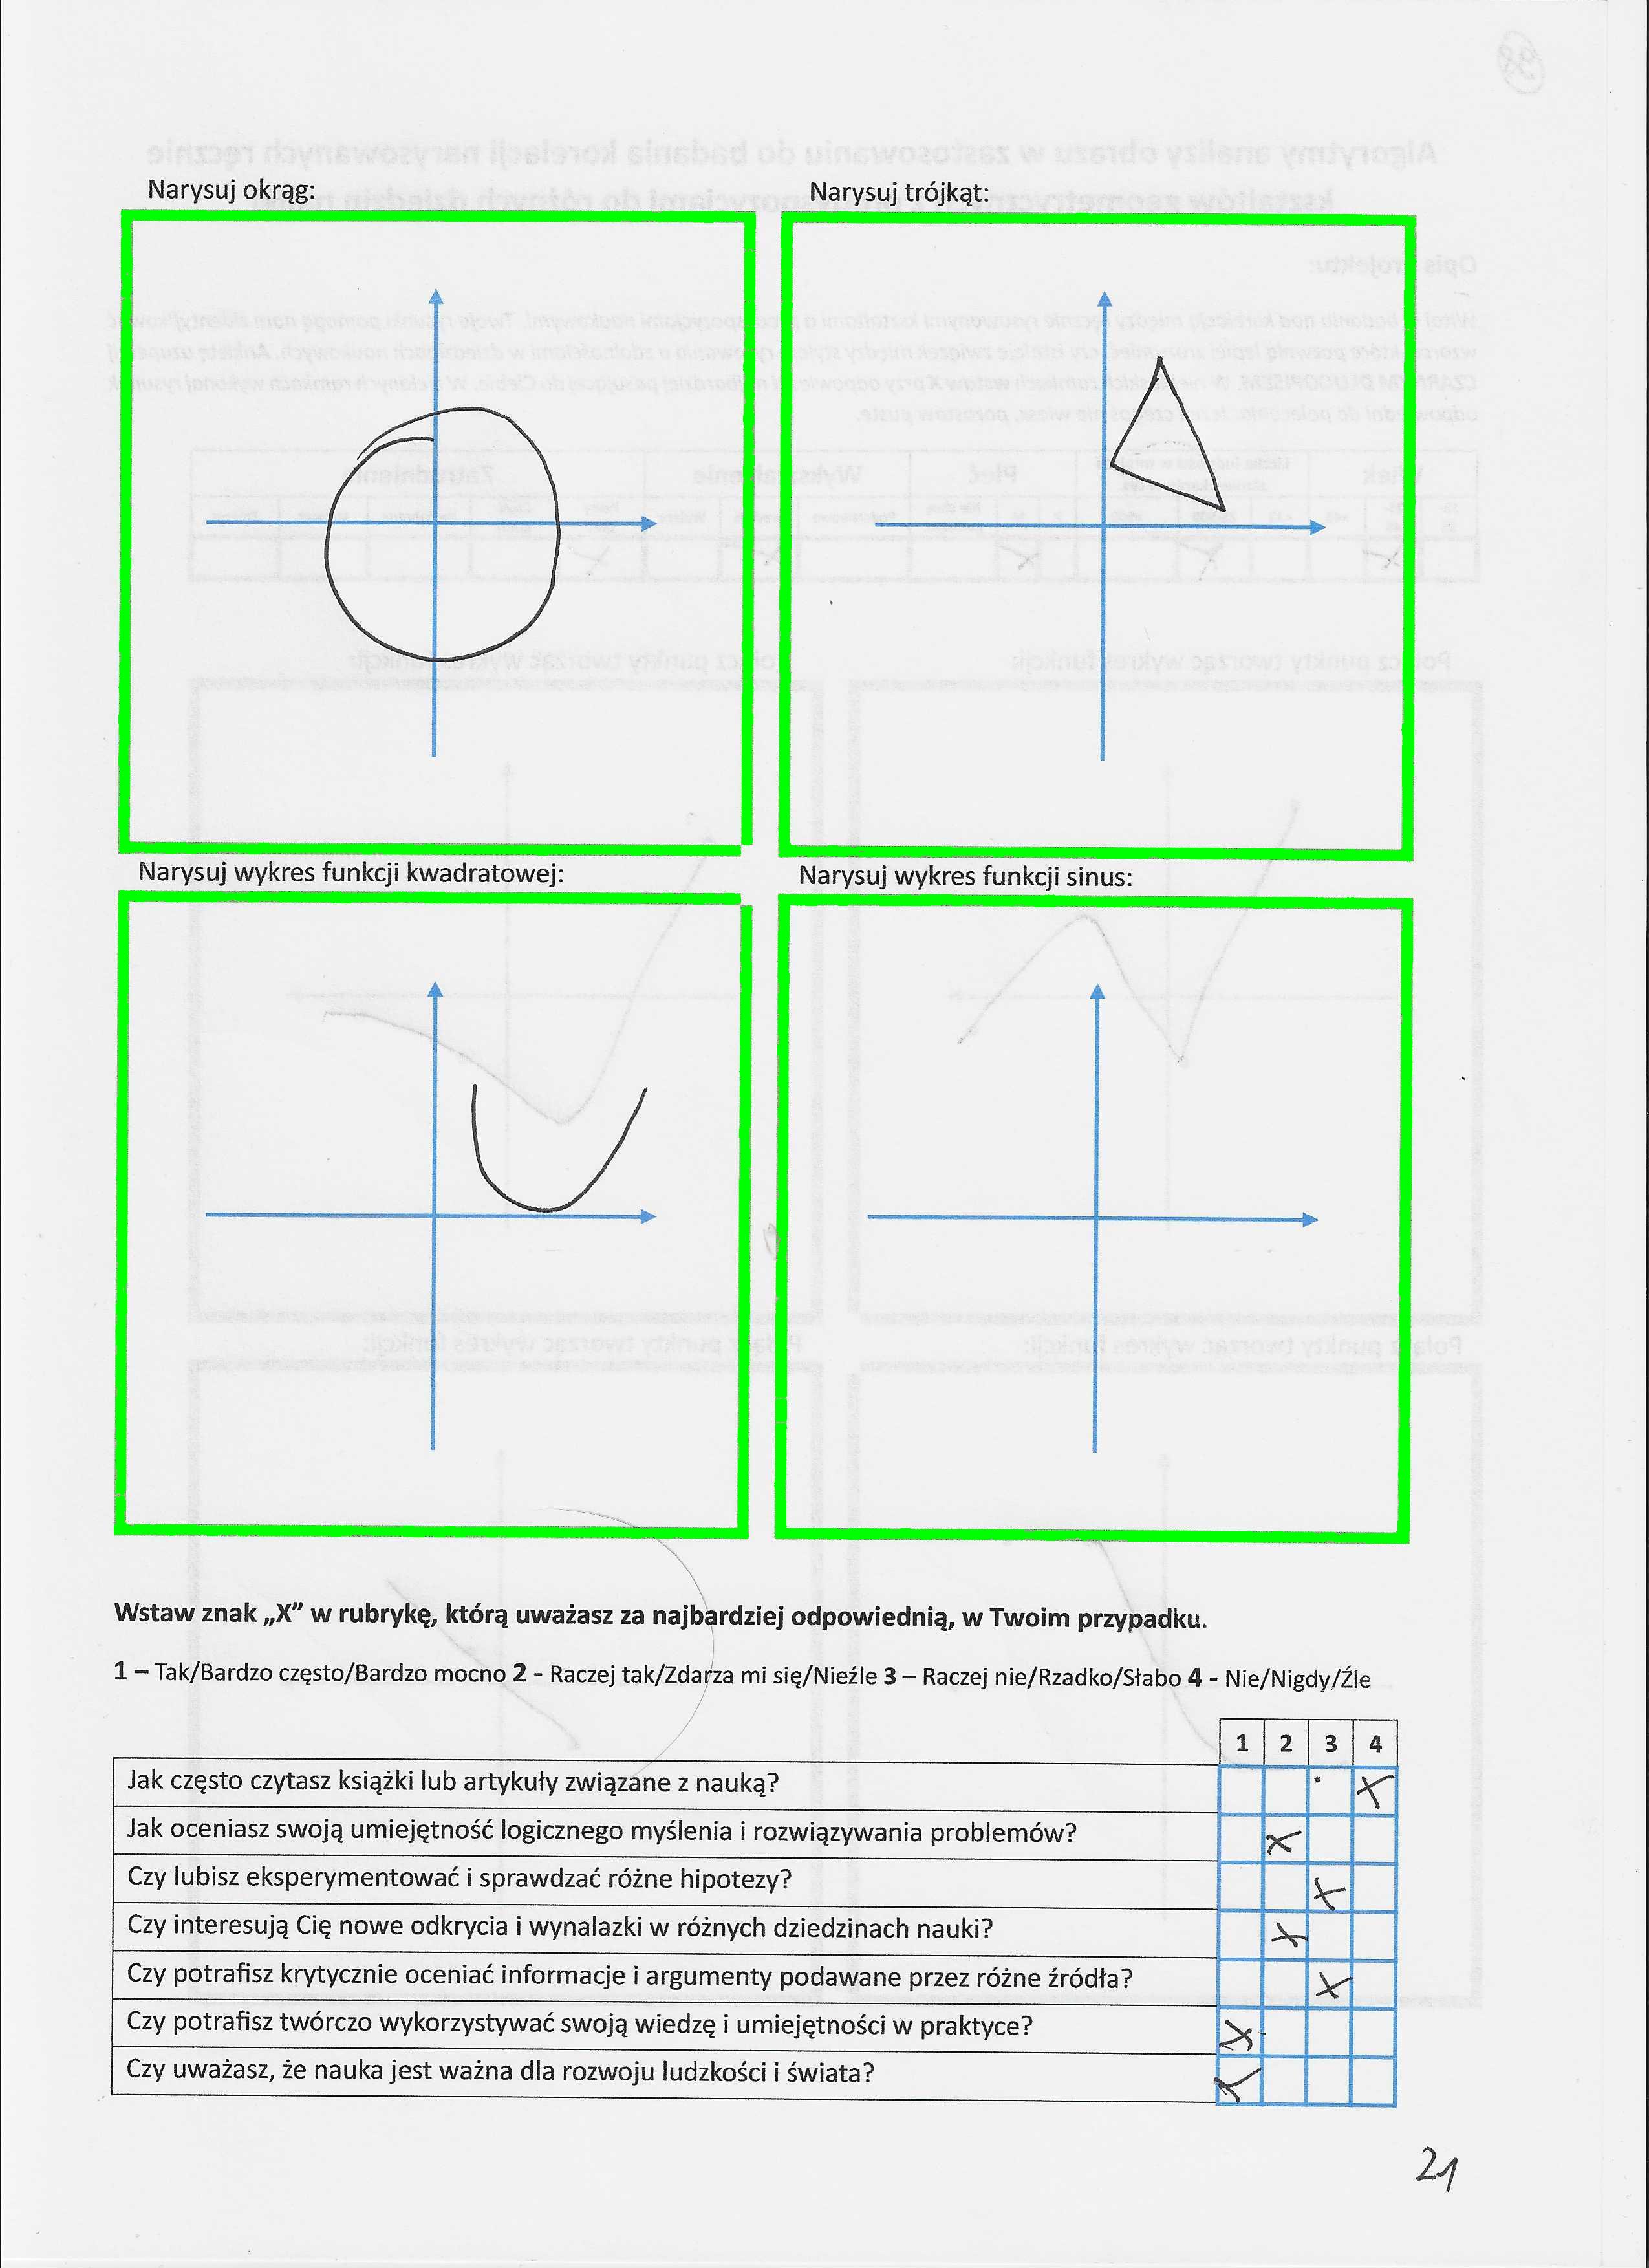 Narysuj okrąg:
Narysuj trójkąt:
Narysuj wykres funkcji kwadratowej:
Narysuj wykres funkcji sinus:
Wstaw znak „X” w rubrykę, którą uważasz za najbardziej odpowiednią, w Twoim przypadku.
1 – Tak/Bardzo często/Bardzo mocno 2 - Raczej tak/Zdarza mi się/Nieźle 3 – Raczej nie/Rzadko/Słabo 4 - Nie/Nigdy/Źle
1 2 3 4
Jak często czytasz książki lub artykuły związane z nauką? X
Jak oceniasz swoją umiejętność logicznego myślenia i rozwiązywania problemów? X
Czy lubisz eksperymentować i sprawdzać różne hipotezy? X
Czy interesują Cię nowe odkrycia i wynalazki w różnych dziedzinach nauki? X
Czy potrafisz krytycznie oceniać informacje i argumenty podawane przez różne źródła? X
Czy potrafisz twórczo wykorzystywać swoją wiedzę i umiejętności w praktyce? X
Czy uważasz, że nauka jest ważna dla rozwoju ludzkości i świata? X
21